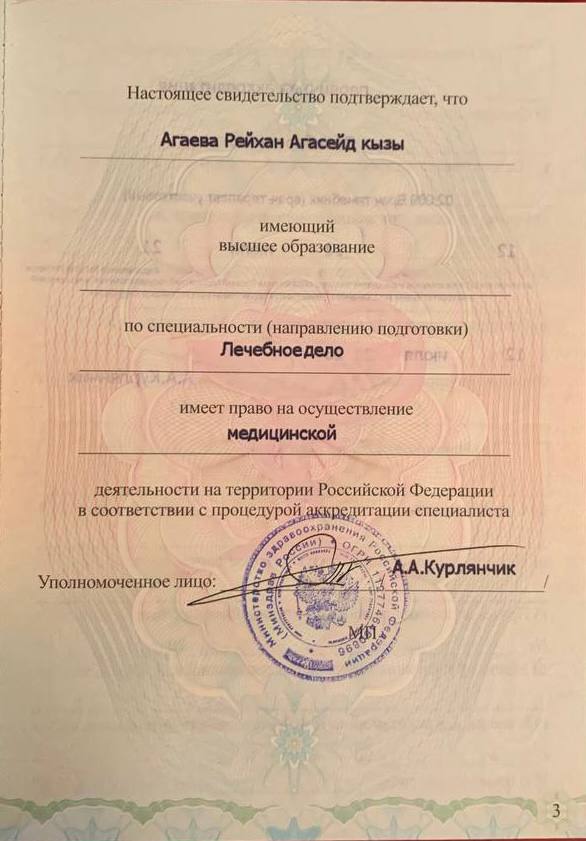 Настоящее свидетельство подтверждает, что
Агаева Рейхан Агасейд кызы
имеющий
высшее образование
по специальности (направлению подготовки)
Лечебноедело
имеет право на осуществление
медицинской
деятельности на территории Российской Федерации
в соответствии с процедурой аккредитации специалиста
А.А.Курлянчик
Уполномоченное лицо: /
МП
Министерство здравоохранения Российской Федерации
(Минздрав России) * ОГРН
3